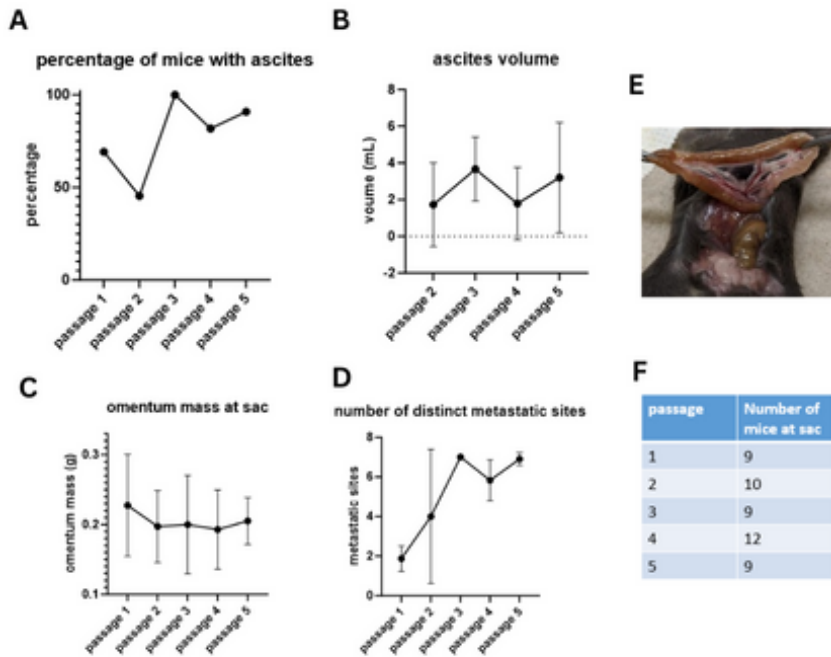 A
percentage of mice with ascites
100
50
0
percentage
passage 1
passage 2
passage 3
passage 4
passage 5
B
ascites volume
8
6
4
2
0
-2
voume (mL)
passage 2
passage 3
passage 4
passage 5
E
C
omentum mass at sac
0.3
0.2
0.1
omentum mass (g)
passage 1
passage 2
passage 3
passage 4
passage 5
D
number of distinct metastatic sites
8
6
4
2
0
metastatic sites
passage 1
passage 2
passage 3
passage 4
passage 5
F
passage Number of
mice at sac
1 9
2 10
3 9
4 12
5 9